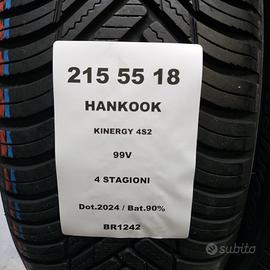 215 55 18
HANKOOK
KINERGY 4S2
99V
4 STAGIONI
Dot.2024 / Bat.90%
BR1242
subito